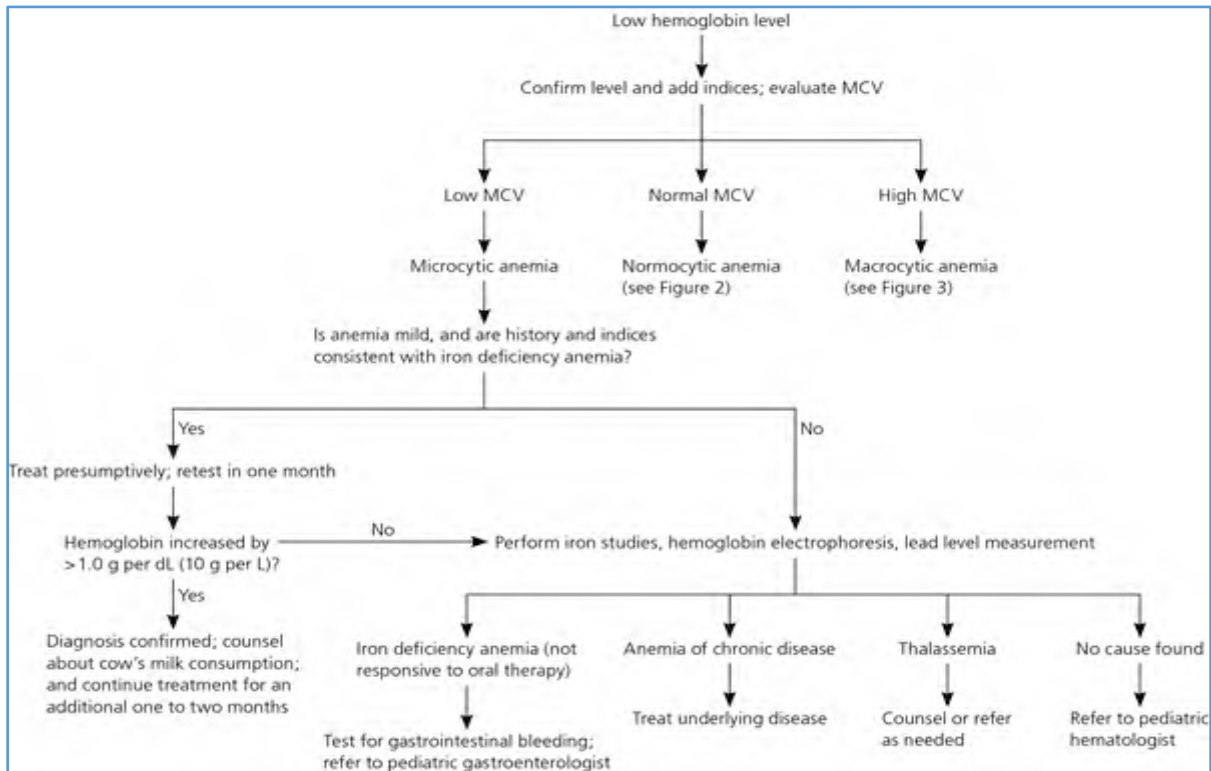 Low hemoglobin level
Confirm level and add indices; evaluate MCV
Low MCV
Normal MCV
High MCV
Microcytic anemia
Normocytic anemia
(see Figure 2)
Macrocytic anemia
(see Figure 3)
Is anemia mild, and are history and indices
consistent with iron deficiency anemia?
Yes
No
Treat presumptively; retest in one month
Hemoglobin increased by
>1.0 g per dL (10 g per L)?
No
Perform iron studies, hemoglobin electrophoresis, lead level measurement
Yes
Diagnosis confirmed; counsel
about cow's milk consumption;
and continue treatment for an
additional one to two months
Iron deficiency anemia (not
responsive to oral therapy)
Anemia of chronic disease
Thalassemia
No cause found
Test for gastrointestinal bleeding;
refer to pediatric gastroenterologist
Treat underlying disease
Counsel or refer
as needed
Refer to pediatric
hematologist